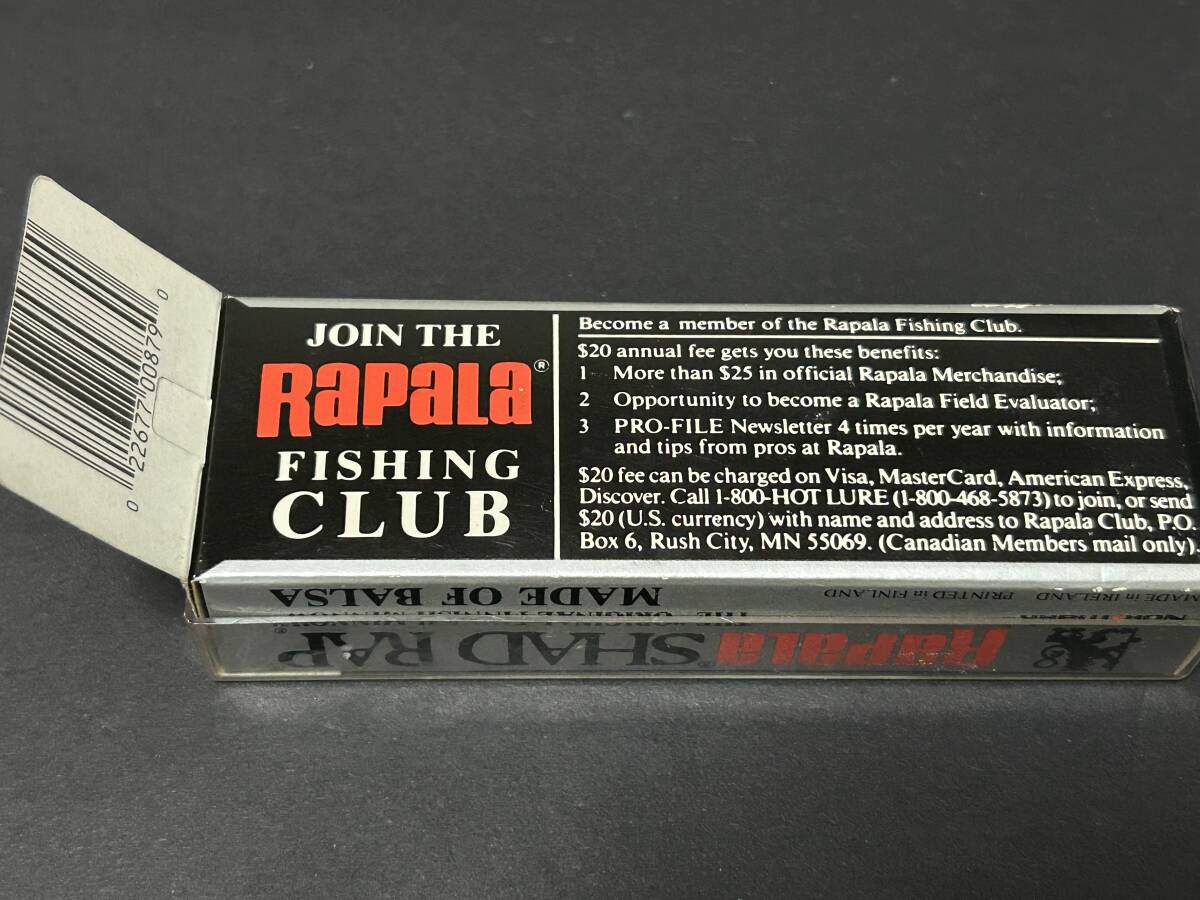 JOIN THE
RAPALA®
FISHING
CLUB
Become a member of the Rapala Fishing Club.
$20 annual fee gets you these benefits:
1 More than $25 in official Rapala Merchandise;
2 Opportunity to become a Rapala Field Evaluator;
3 PRO-FILE Newsletter 4 times per year with information
and tips from pros at Rapala.
$20 fee can be charged on Visa, MasterCard, American Express,
Discover. Call 1-800-HOT LURE (1-800-468-5873) to join, or send
$20 (U.S. currency) with name and address to Rapala Club, P.O.
Box 6, Rush City, MN 55069. (Canadian Members mail only).
0 22677 00879 0
MADE in IRELAND PRINTED in FINLAND
MADE OF BALSA
THE ORIGINAL FINNISH MINNOW
RAPALA® SHAD RAP®